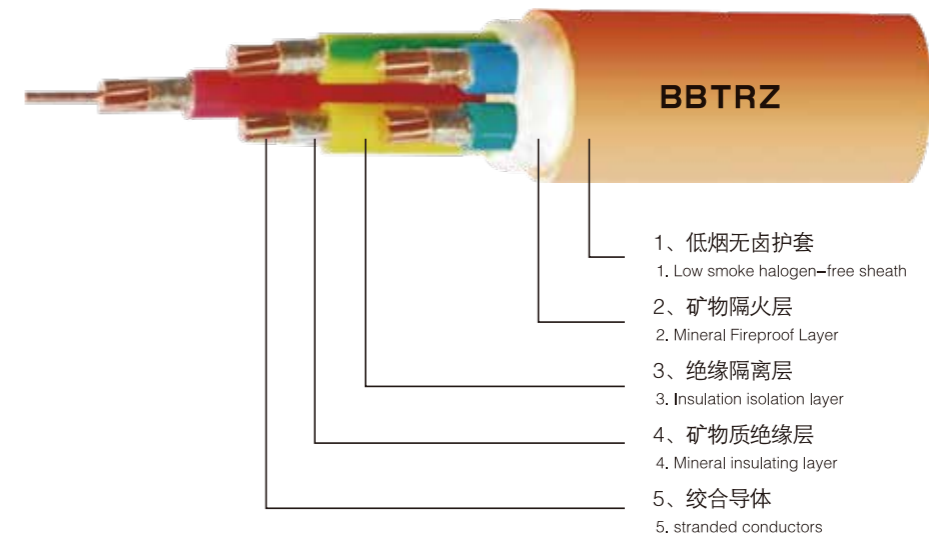 BBTRZ
1、低烟无卤护套
1. Low smoke halogen–free sheath
2、矿物隔火层
2. Mineral Fireproof Layer
3、绝缘隔离层
3. Insulation isolation layer
4、矿物质绝缘层
4. Mineral insulating layer
5、绞合导体
5. stranded conductors